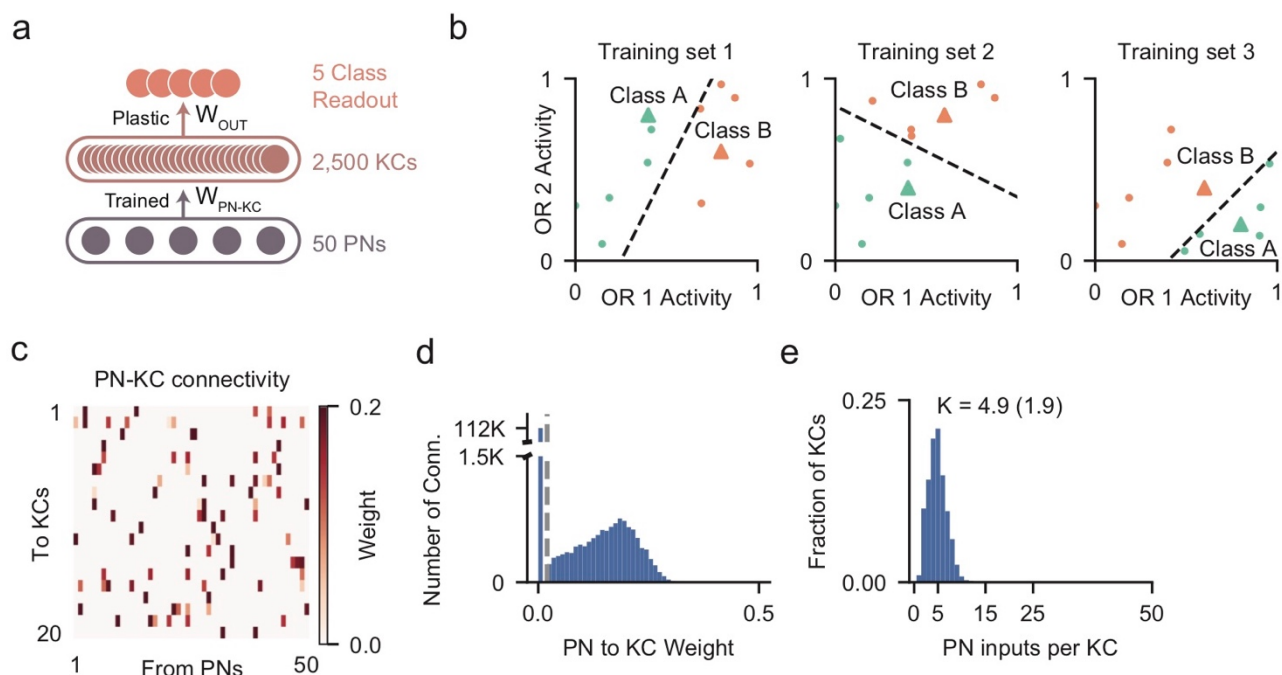 a
5 Class
Readout
Plastic
W_OUT
2,500 KCs
Trained
W_PN-KC
50 PNs
b
Training set 1
Training set 2
Training set 3
1
Class A
Class B
OR 2 Activity
0
0
1
OR 1 Activity
1
Class B
Class A
0
0
1
OR 1 Activity
1
Class B
Class A
0
0
1
OR 1 Activity
c
PN-KC connectivity
1
To KCs
20
1
From PNs
50
0.2
Weight
0.0
d
112K
1.5K
Number of Conn.
0
0.0
0.5
PN to KC Weight
e
0.25
K = 4.9 (1.9)
Fraction of KCs
0.00
0
5
15
25
50
PN inputs per KC